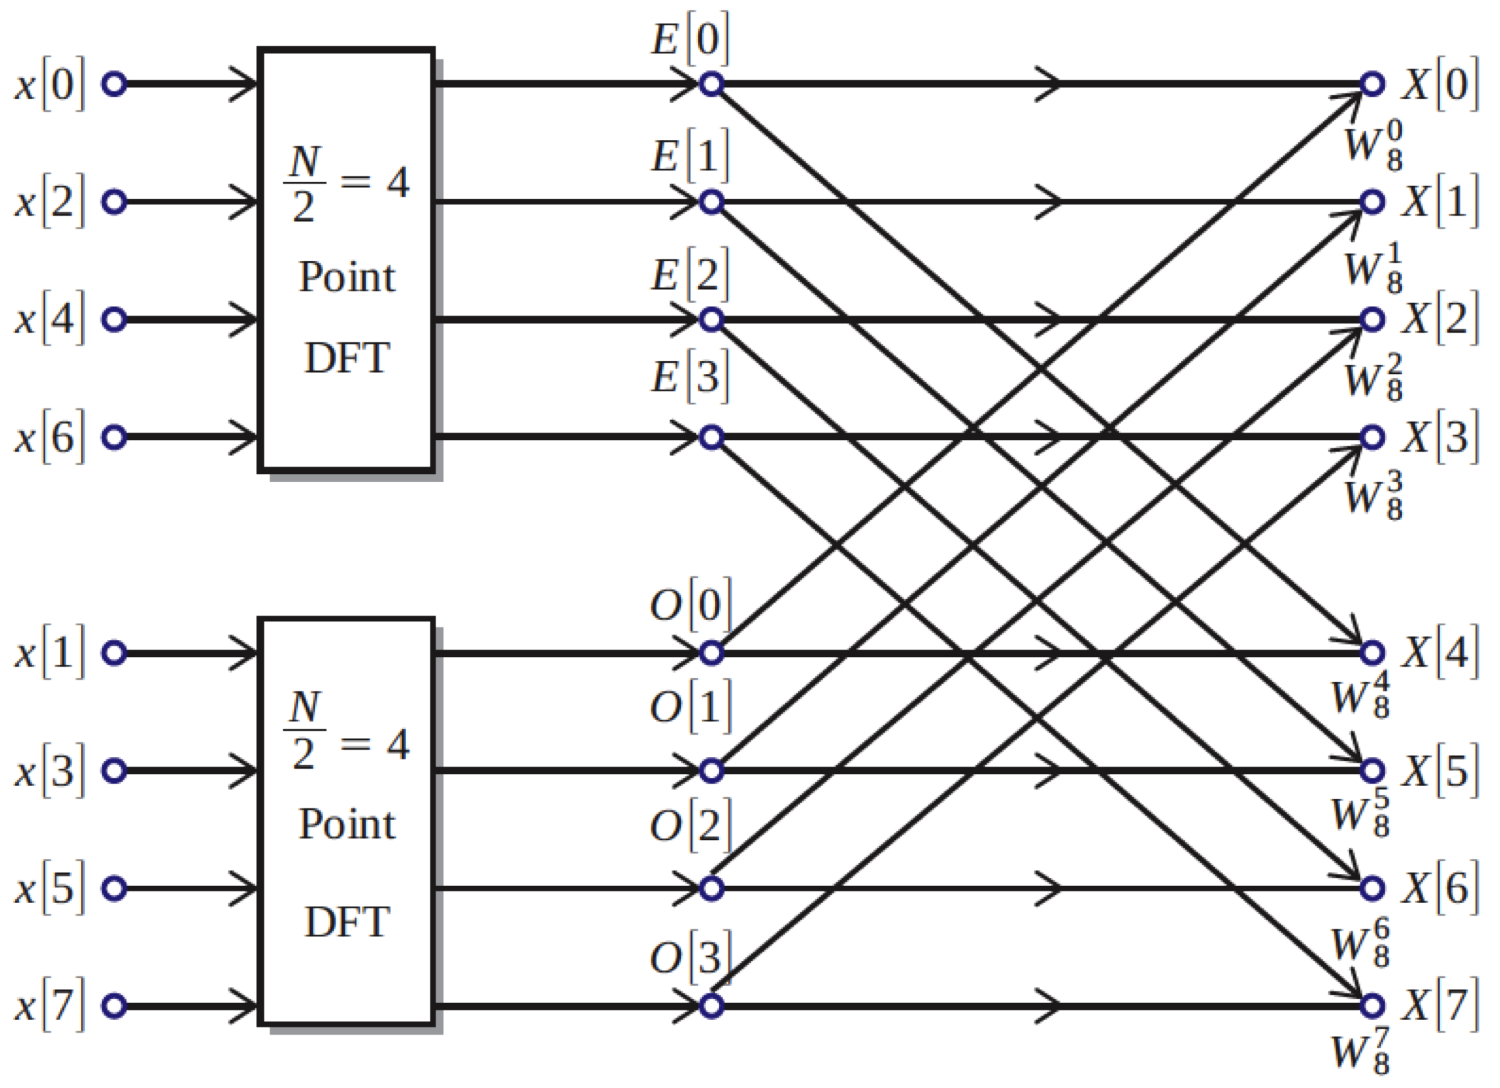 E[0]
x[0] X[0]
W_8^0
E[1]
x[2] X[1]
N/2 = 4
Point
DFT
W_8^1
E[2]
x[4] X[2]
W_8^2
E[3]
x[6] X[3]
W_8^3
O[0]
x[1] X[4]
W_8^4
O[1]
x[3] X[5]
N/2 = 4
Point
DFT
W_8^5
O[2]
x[5] X[6]
W_8^6
O[3]
x[7] X[7]
W_8^7